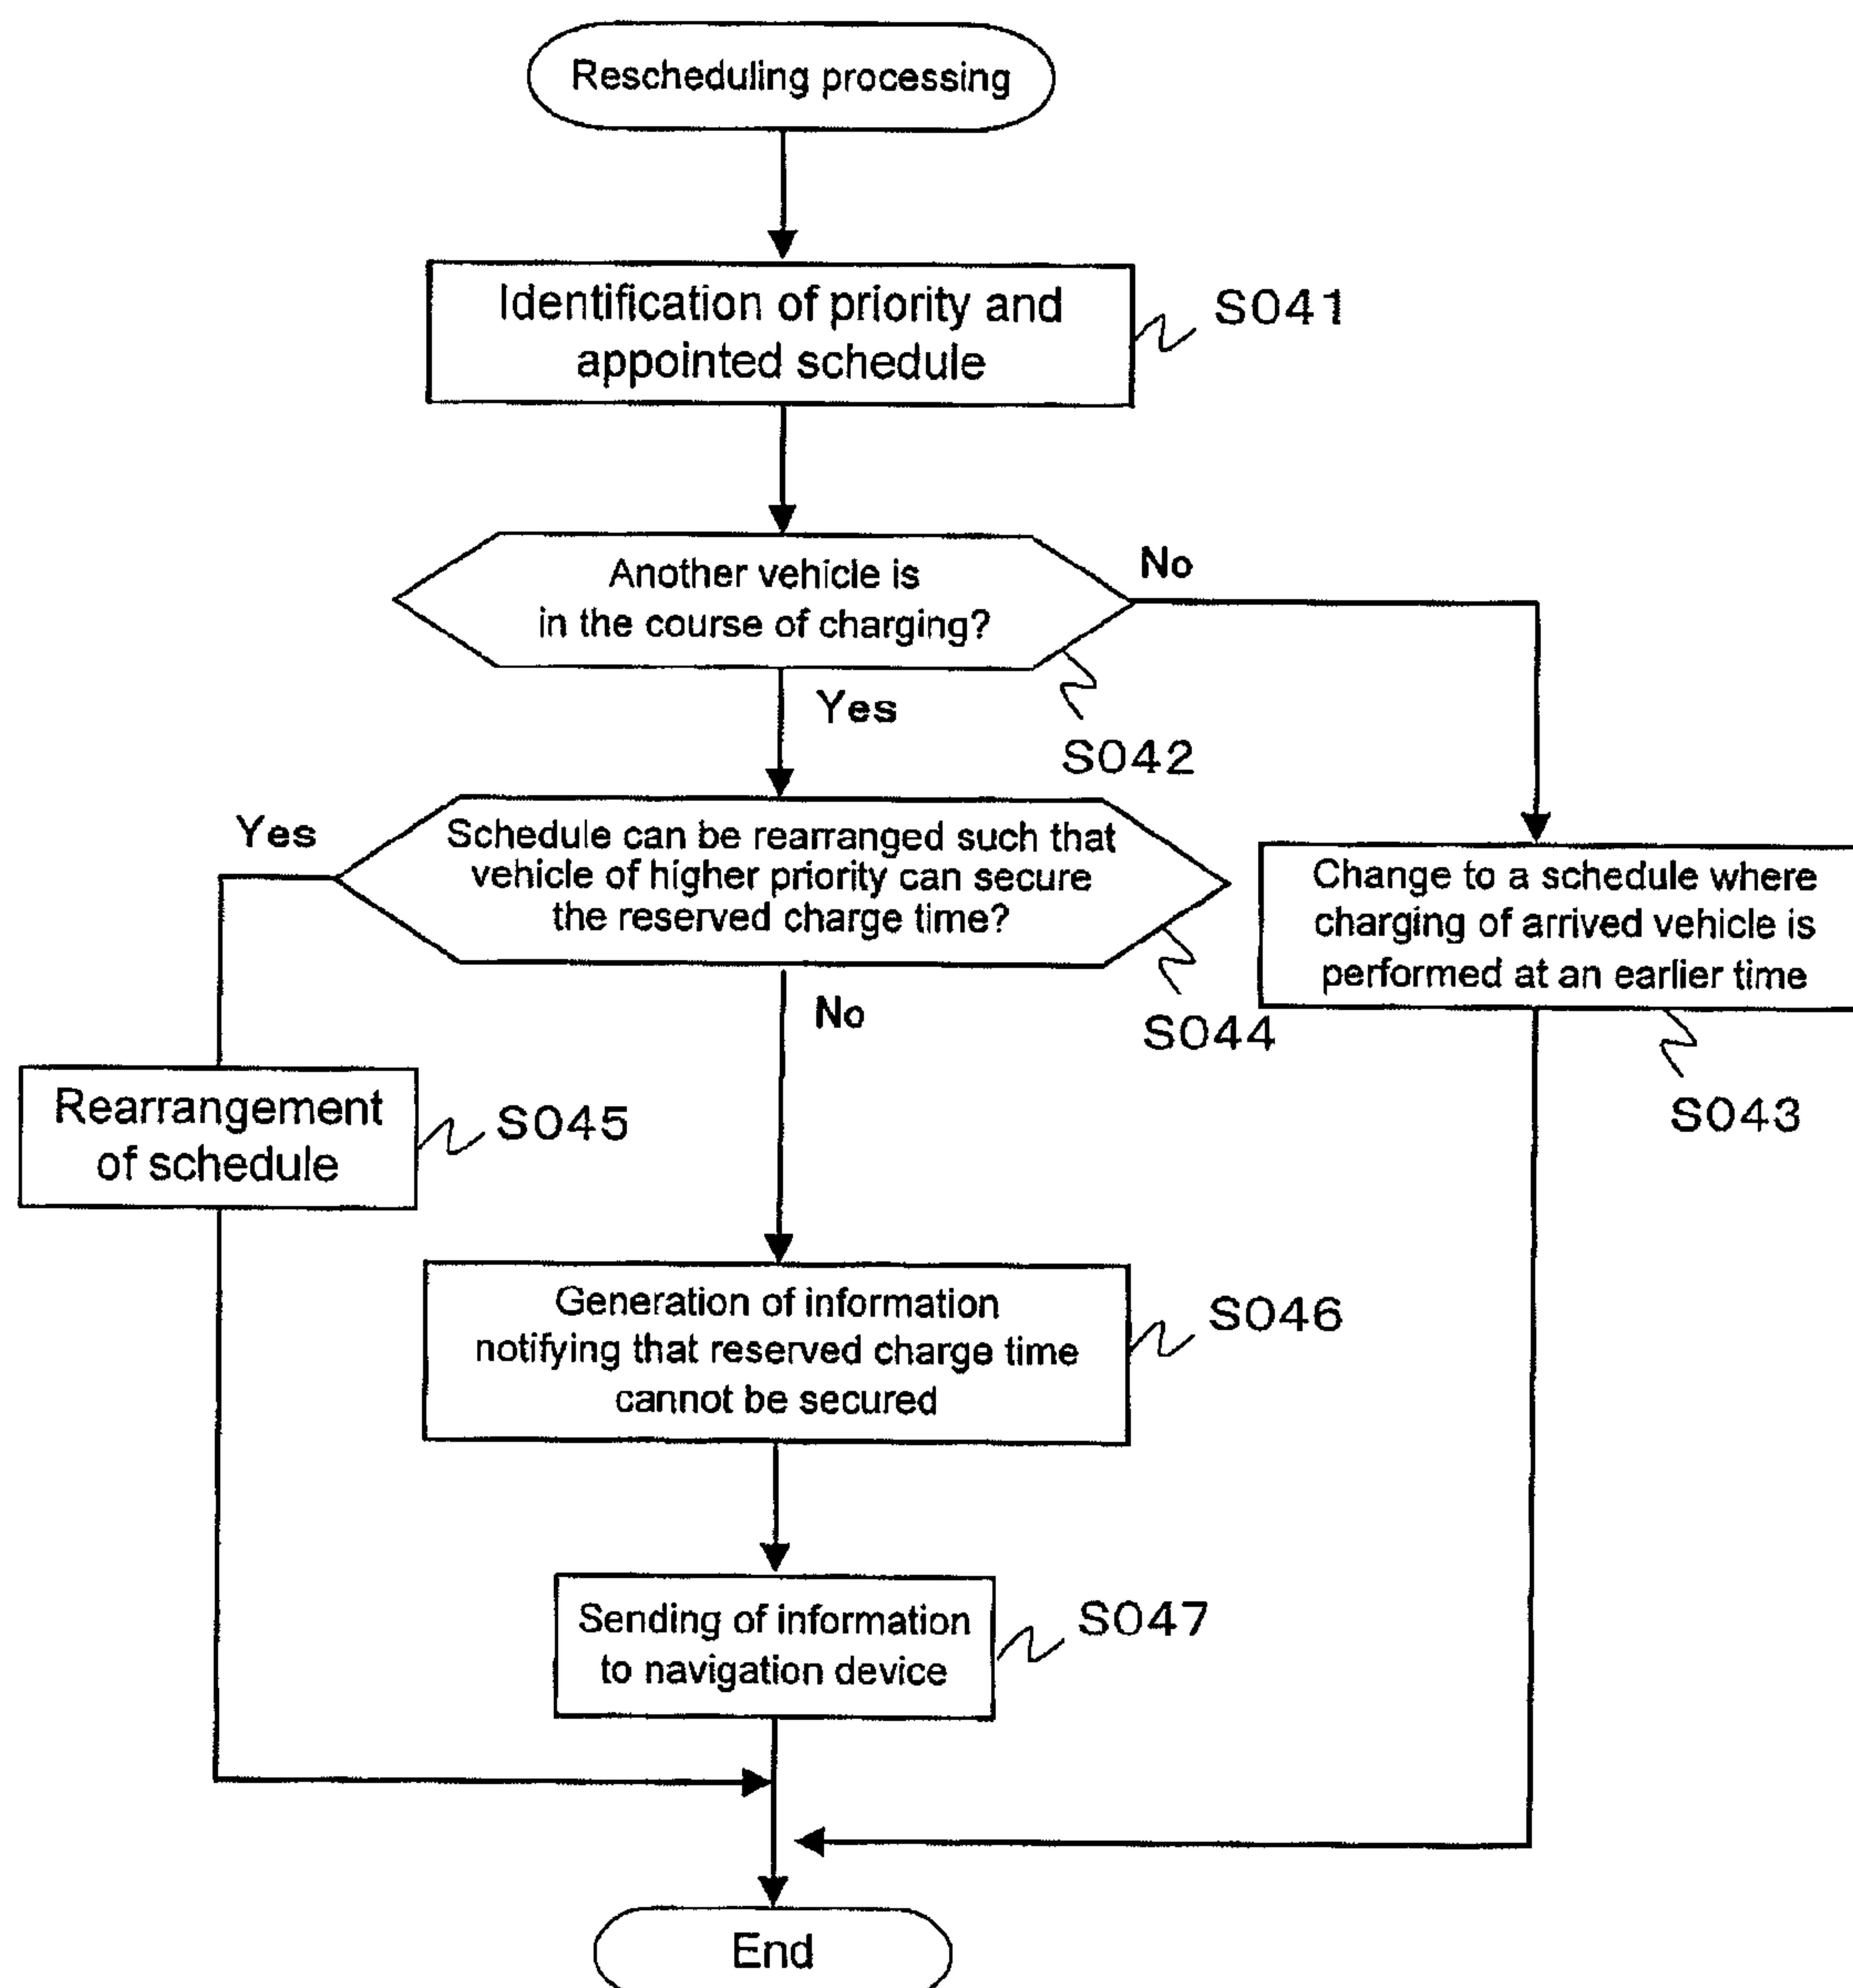 Rescheduling processing
Identification of priority and
appointed schedule
S041
Another vehicle is
in the course of charging?
No
Yes
S042
Yes
Schedule can be rearranged such that
vehicle of higher priority can secure
the reserved charge time?
S044
No
Change to a schedule where
charging of arrived vehicle is
performed at an earlier time
S043
Rearrangement
of schedule
S045
Generation of information
notifying that reserved charge time
cannot be secured
S046
Sending of information
to navigation device
S047
End